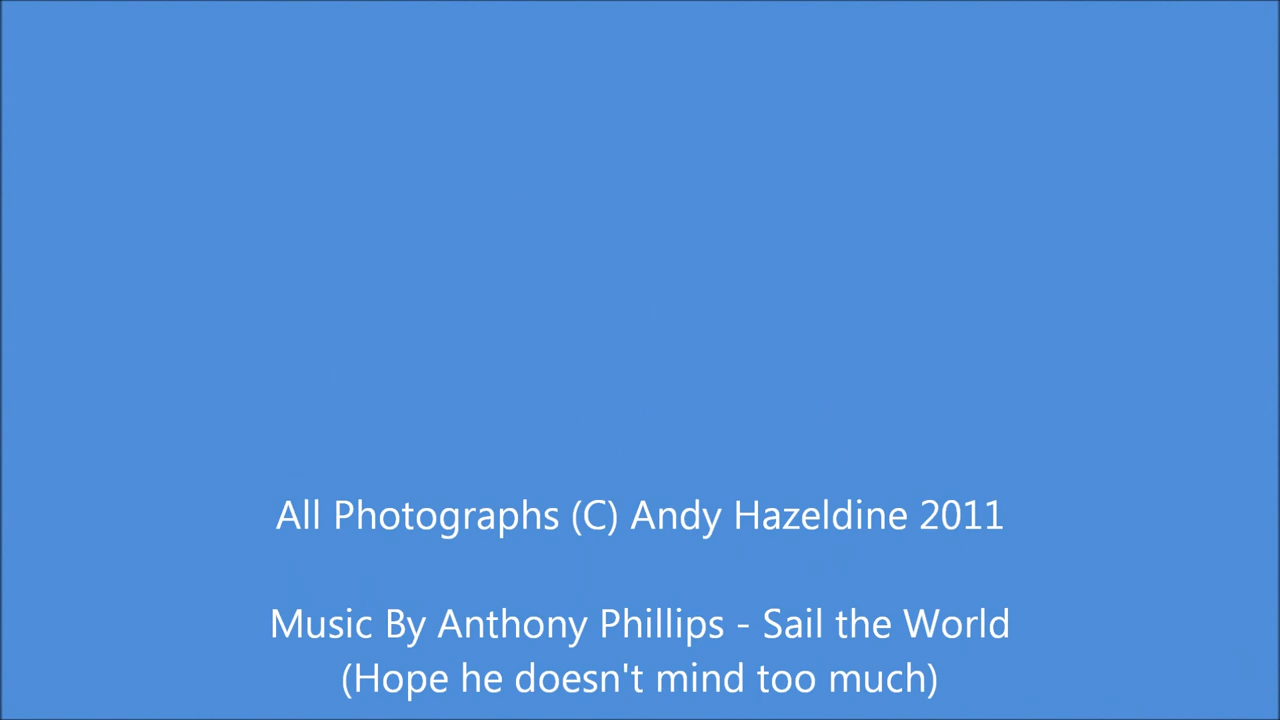 All Photographs (C) Andy Hazeldine 2011
Music By Anthony Phillips - Sail the World
(Hope he doesn't mind too much)